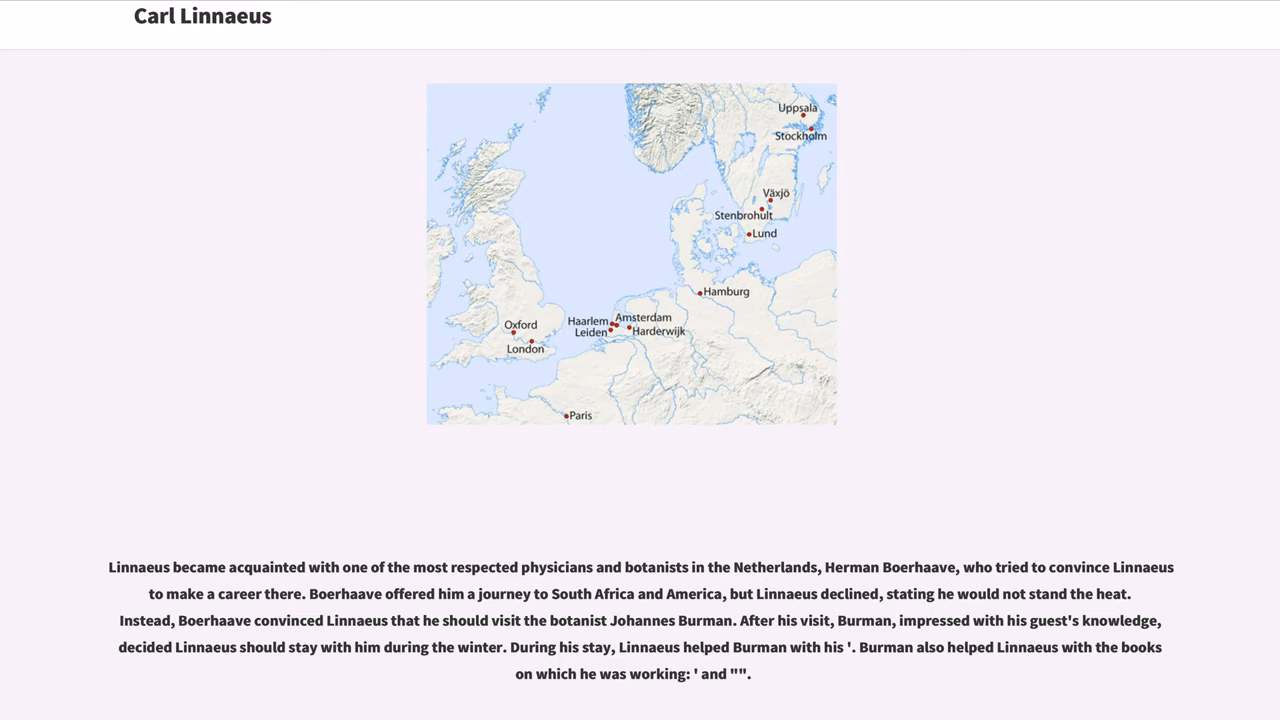 Carl Linnaeus
Uppsala
Stockholm
Växjö
Stenbrohult
Lund
Hamburg
Haarlem
Amsterdam
Leiden
Harderwijk
Oxford
London
Paris
Linnaeus became acquainted with one of the most respected physicians and botanists in the Netherlands, Herman Boerhaave, who tried to convince Linnaeus
to make a career there. Boerhaave offered him a journey to South Africa and America, but Linnaeus declined, stating he would not stand the heat.
Instead, Boerhaave convinced Linnaeus that he should visit the botanist Johannes Burman. After his visit, Burman, impressed with his guest's knowledge,
decided Linnaeus should stay with him during the winter. During his stay, Linnaeus helped Burman with his '. Burman also helped Linnaeus with the books
on which he was working: ' and "".